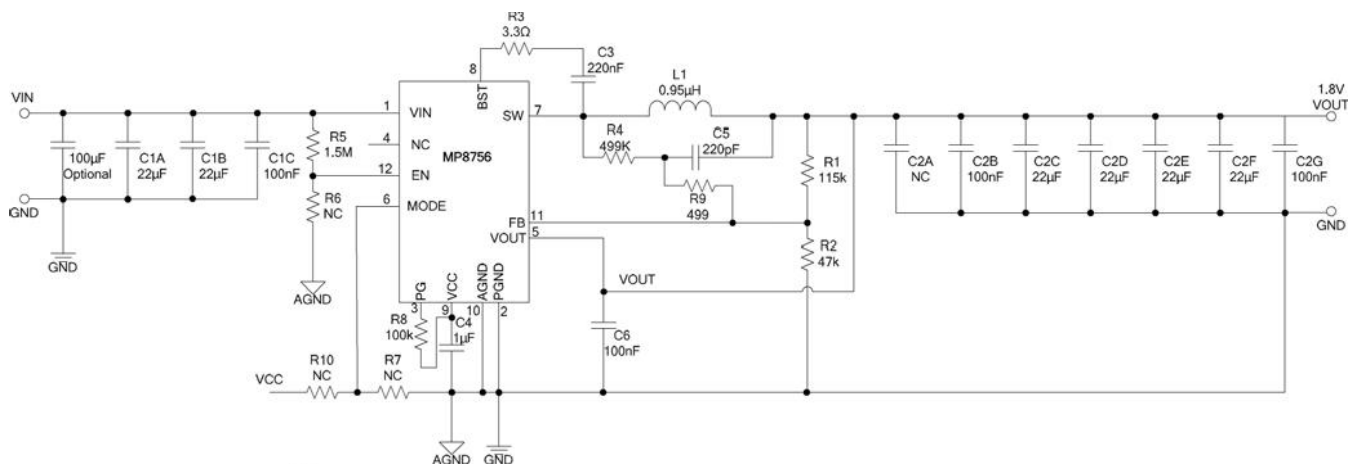 R3
3.3Ω
C3
220nF
8
BST
L1
0.95µH
VIN
1
VIN
SW
7
1.8V
VOUT
R5
1.5M
4
NC
MP8756
R4
499K
C5
220pF
100µF
Optional
C1A
22µF
C1B
22µF
C1C
100nF
R1
115k
C2A
NC
C2B
100nF
C2C
22µF
C2D
22µF
C2E
22µF
C2F
22µF
C2G
100nF
12
EN
R6
NC
6
MODE
R9
499
GND
FB
11
VOUT
5
GND
R2
47k
GND
AGND
PG
VCC
AGND
PGND
3
9
10
2
VOUT
R8
100k
C4
1µF
C6
100nF
R10
NC
R7
NC
VCC
AGND
GND